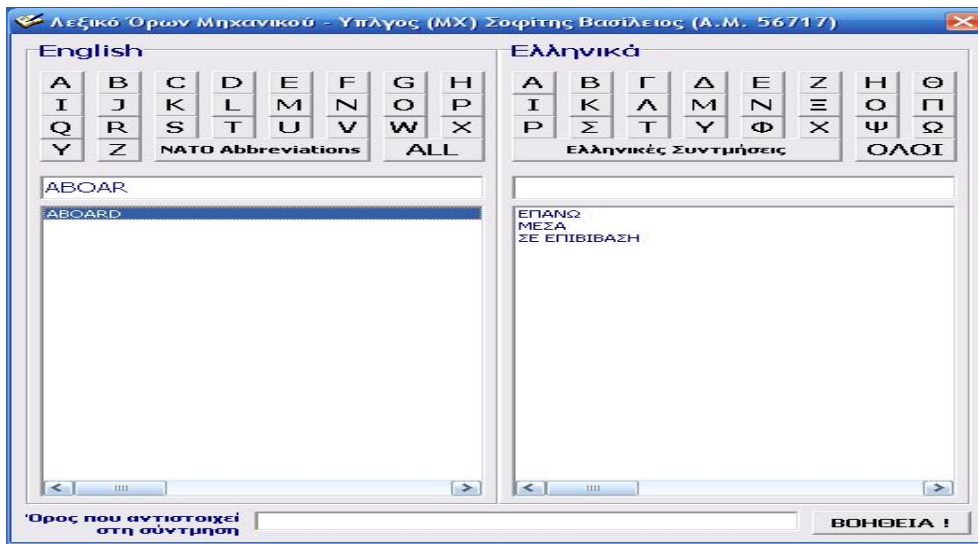 Λεξικό Όρων Μηχανικού - Υπλγος (ΜΧ) Σοφίτης Βασίλειος (Α.Μ. 56717)
English
A B C D E F G H
I J K L M N O P
Q R S T U V W X
Y Z NATO Abbreviations ALL
ABOAR
ABOARD
Ελληνικά
Α Β Γ Δ Ε Ζ Η Θ
Ι Κ Λ Μ Ν Ξ Ο Π
Ρ Σ Τ Υ Φ Χ Ψ Ω
Ελληνικές Συντμήσεις ΟΛΟΙ
ΕΠΑΝΩ
ΜΕΣΑ
ΣΕ ΕΠΙΒΙΒΑΣΗ
Όρος που αντιστοιχεί
στη σύντμηση
ΒΟΗΘΕΙΑ !